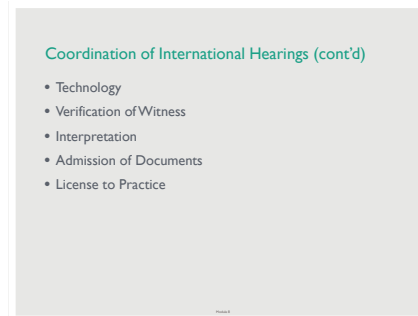 Coordination of International Hearings (cont'd)
• Technology
• Verification of Witness
• Interpretation
• Admission of Documents
• License to Practice